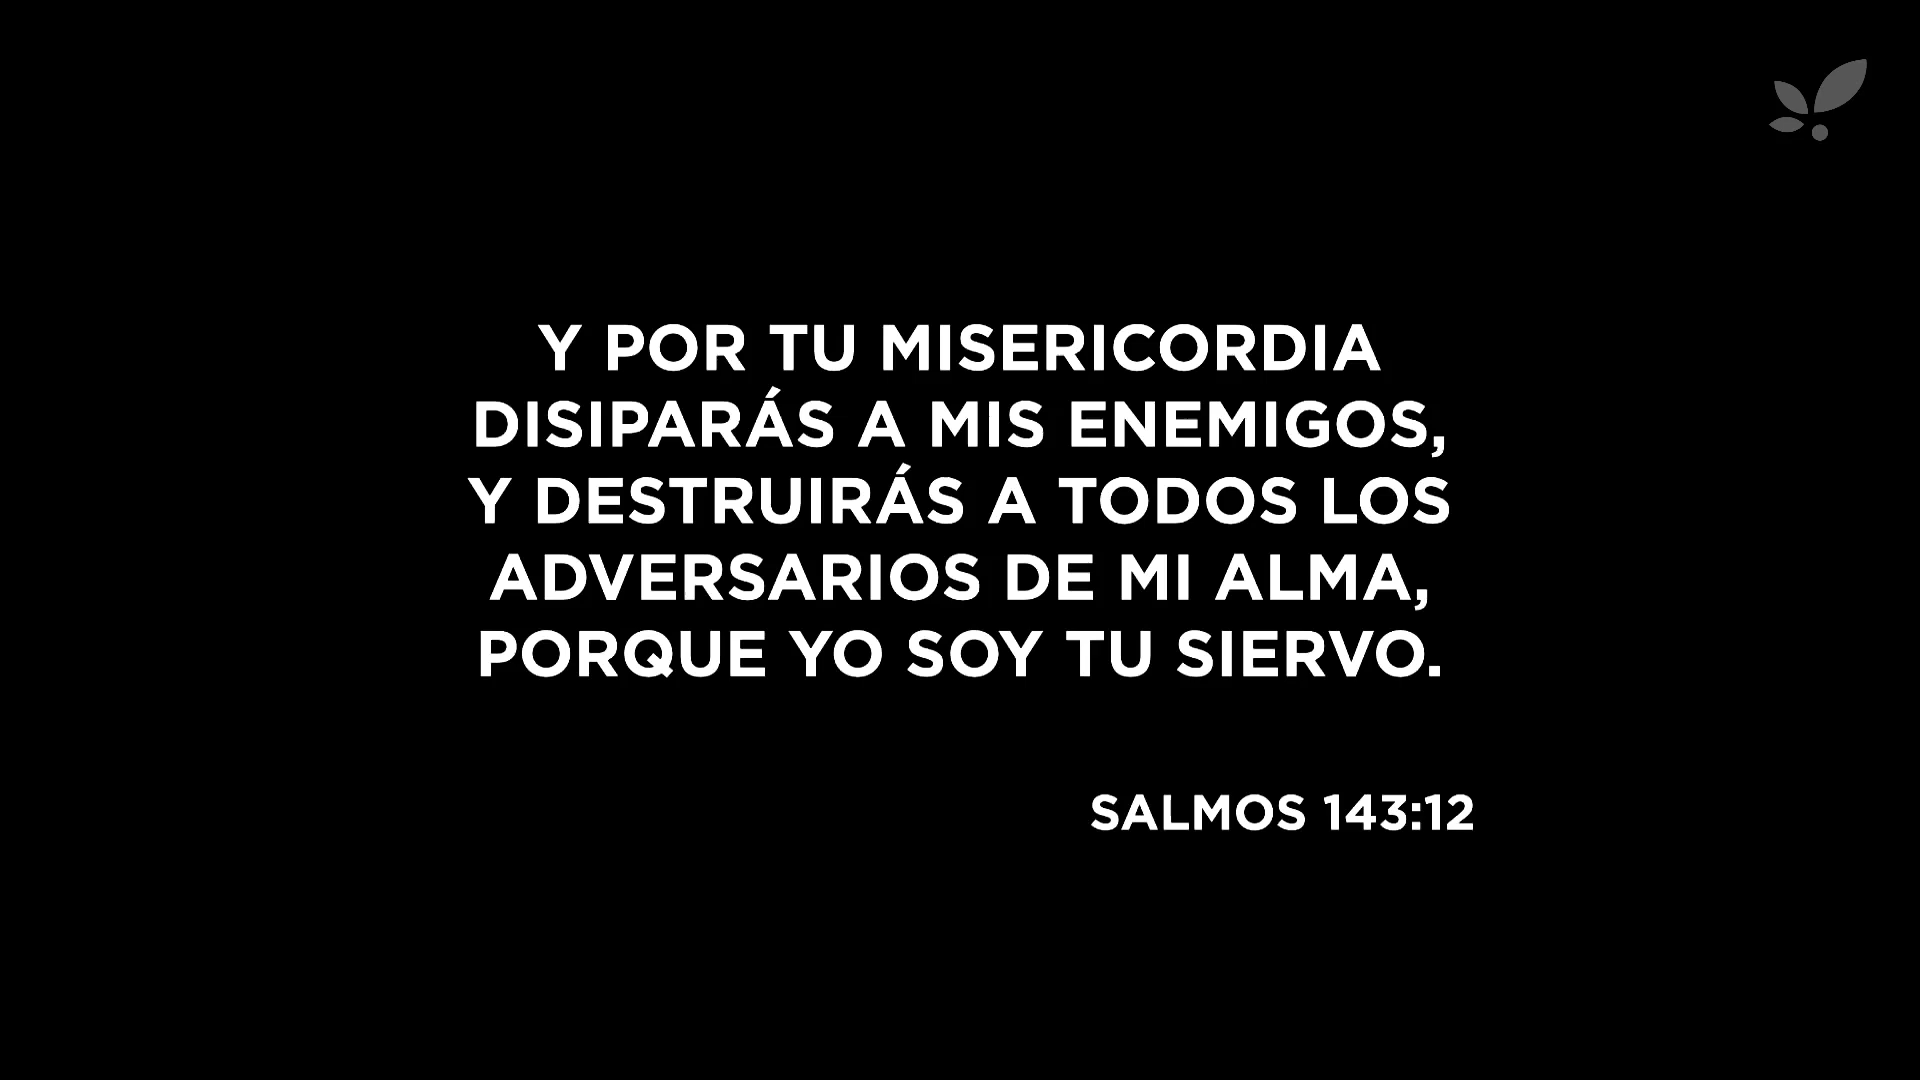 Y POR TU MISERICORDIA
DISIPARÁS A MIS ENEMIGOS,
Y DESTRUIRÁS A TODOS LOS
ADVERSARIOS DE MI ALMA,
PORQUE YO SOY TU SIERVO.
SALMOS 143:12